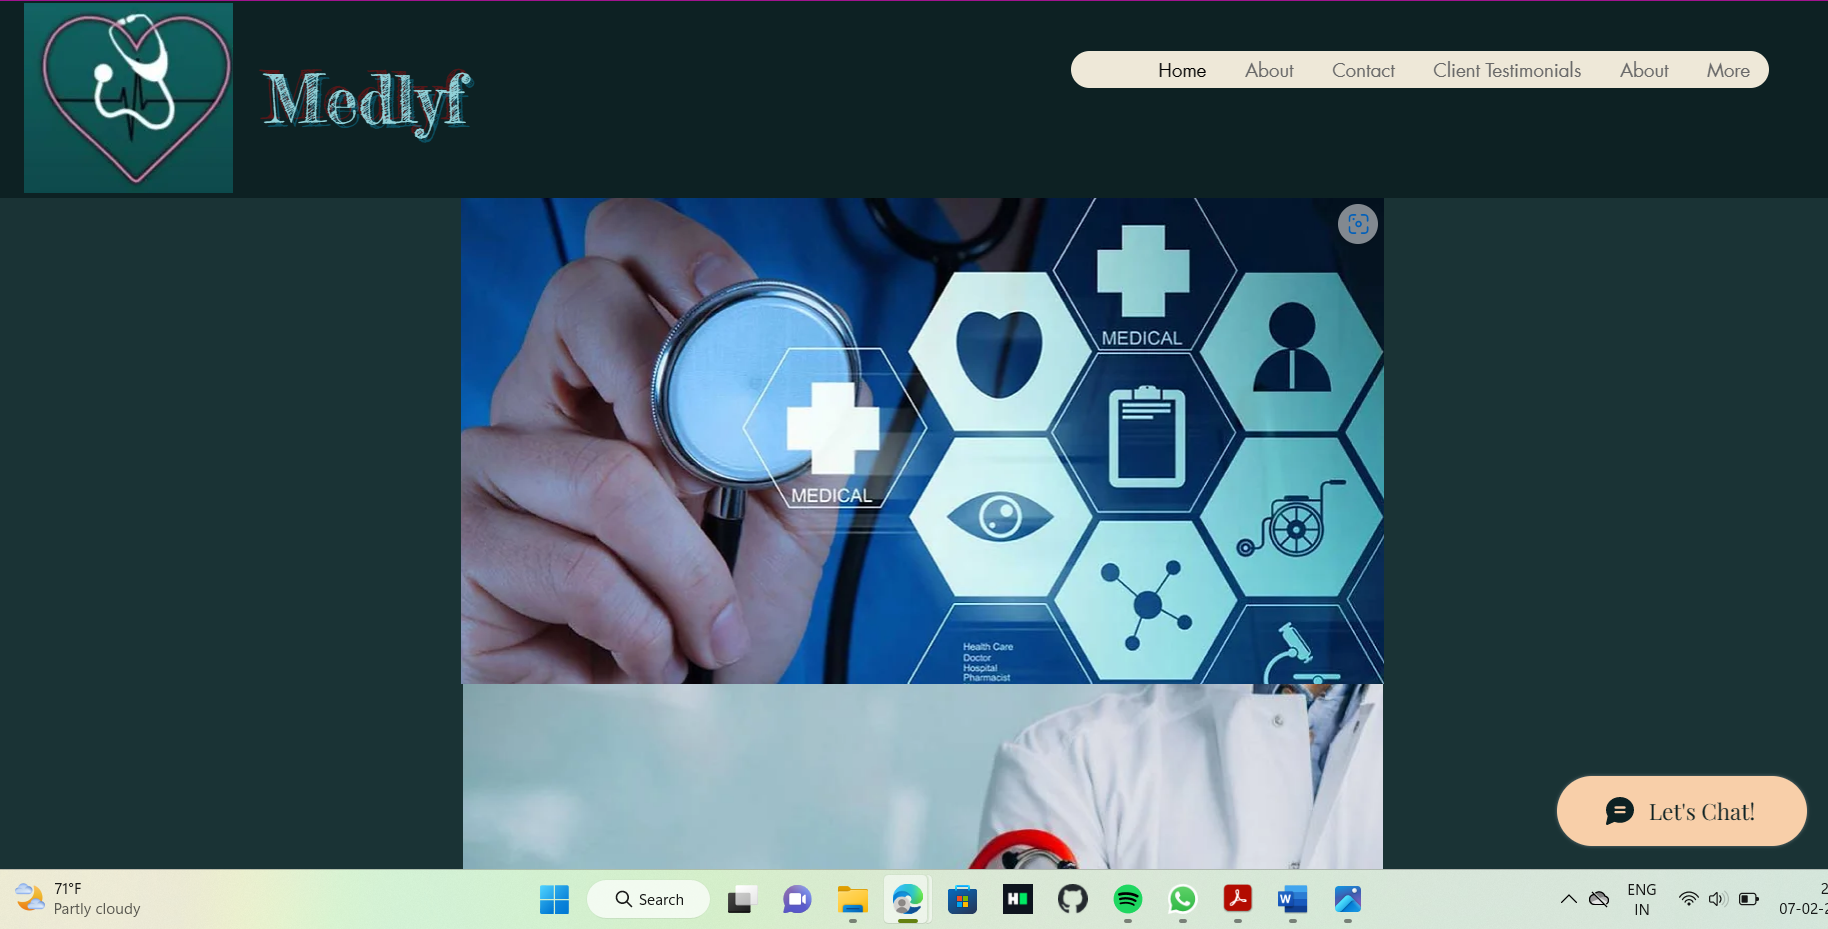 Medlyf
Home About Contact Client Testimonials About More
MEDICAL
MEDICAL
Health Care
Doctor
Hospital
Pharmacist
Let's Chat!
71°F
Partly cloudy
Search
ENG
IN
2
07-02-2